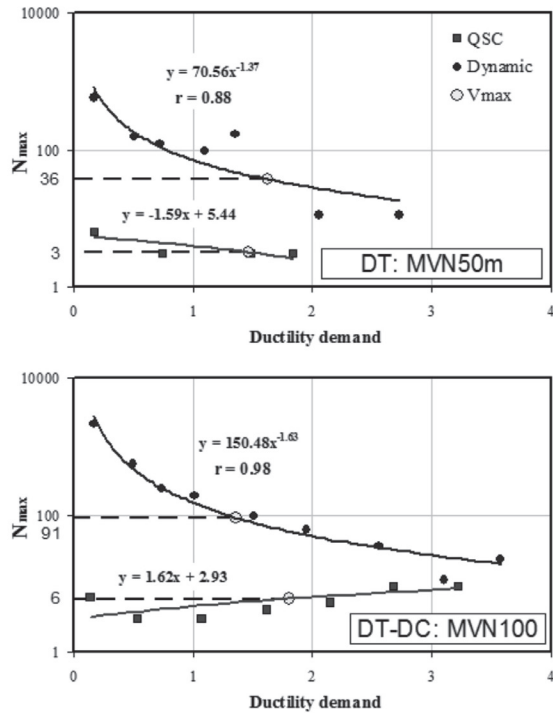 10000
QSC
Dynamic
Vmax
y = 70.56x^-1.37
r = 0.88
100
Nmax
36
y = -1.59x + 5.44
3
DT: MVN50m
1
0 1 2 3 4
Ductility demand
10000
y = 150.48x^-1.63
r = 0.98
100
Nmax
91
y = 1.62x + 2.93
6
DT-DC: MVN100
1
0 1 2 3 4
Ductility demand